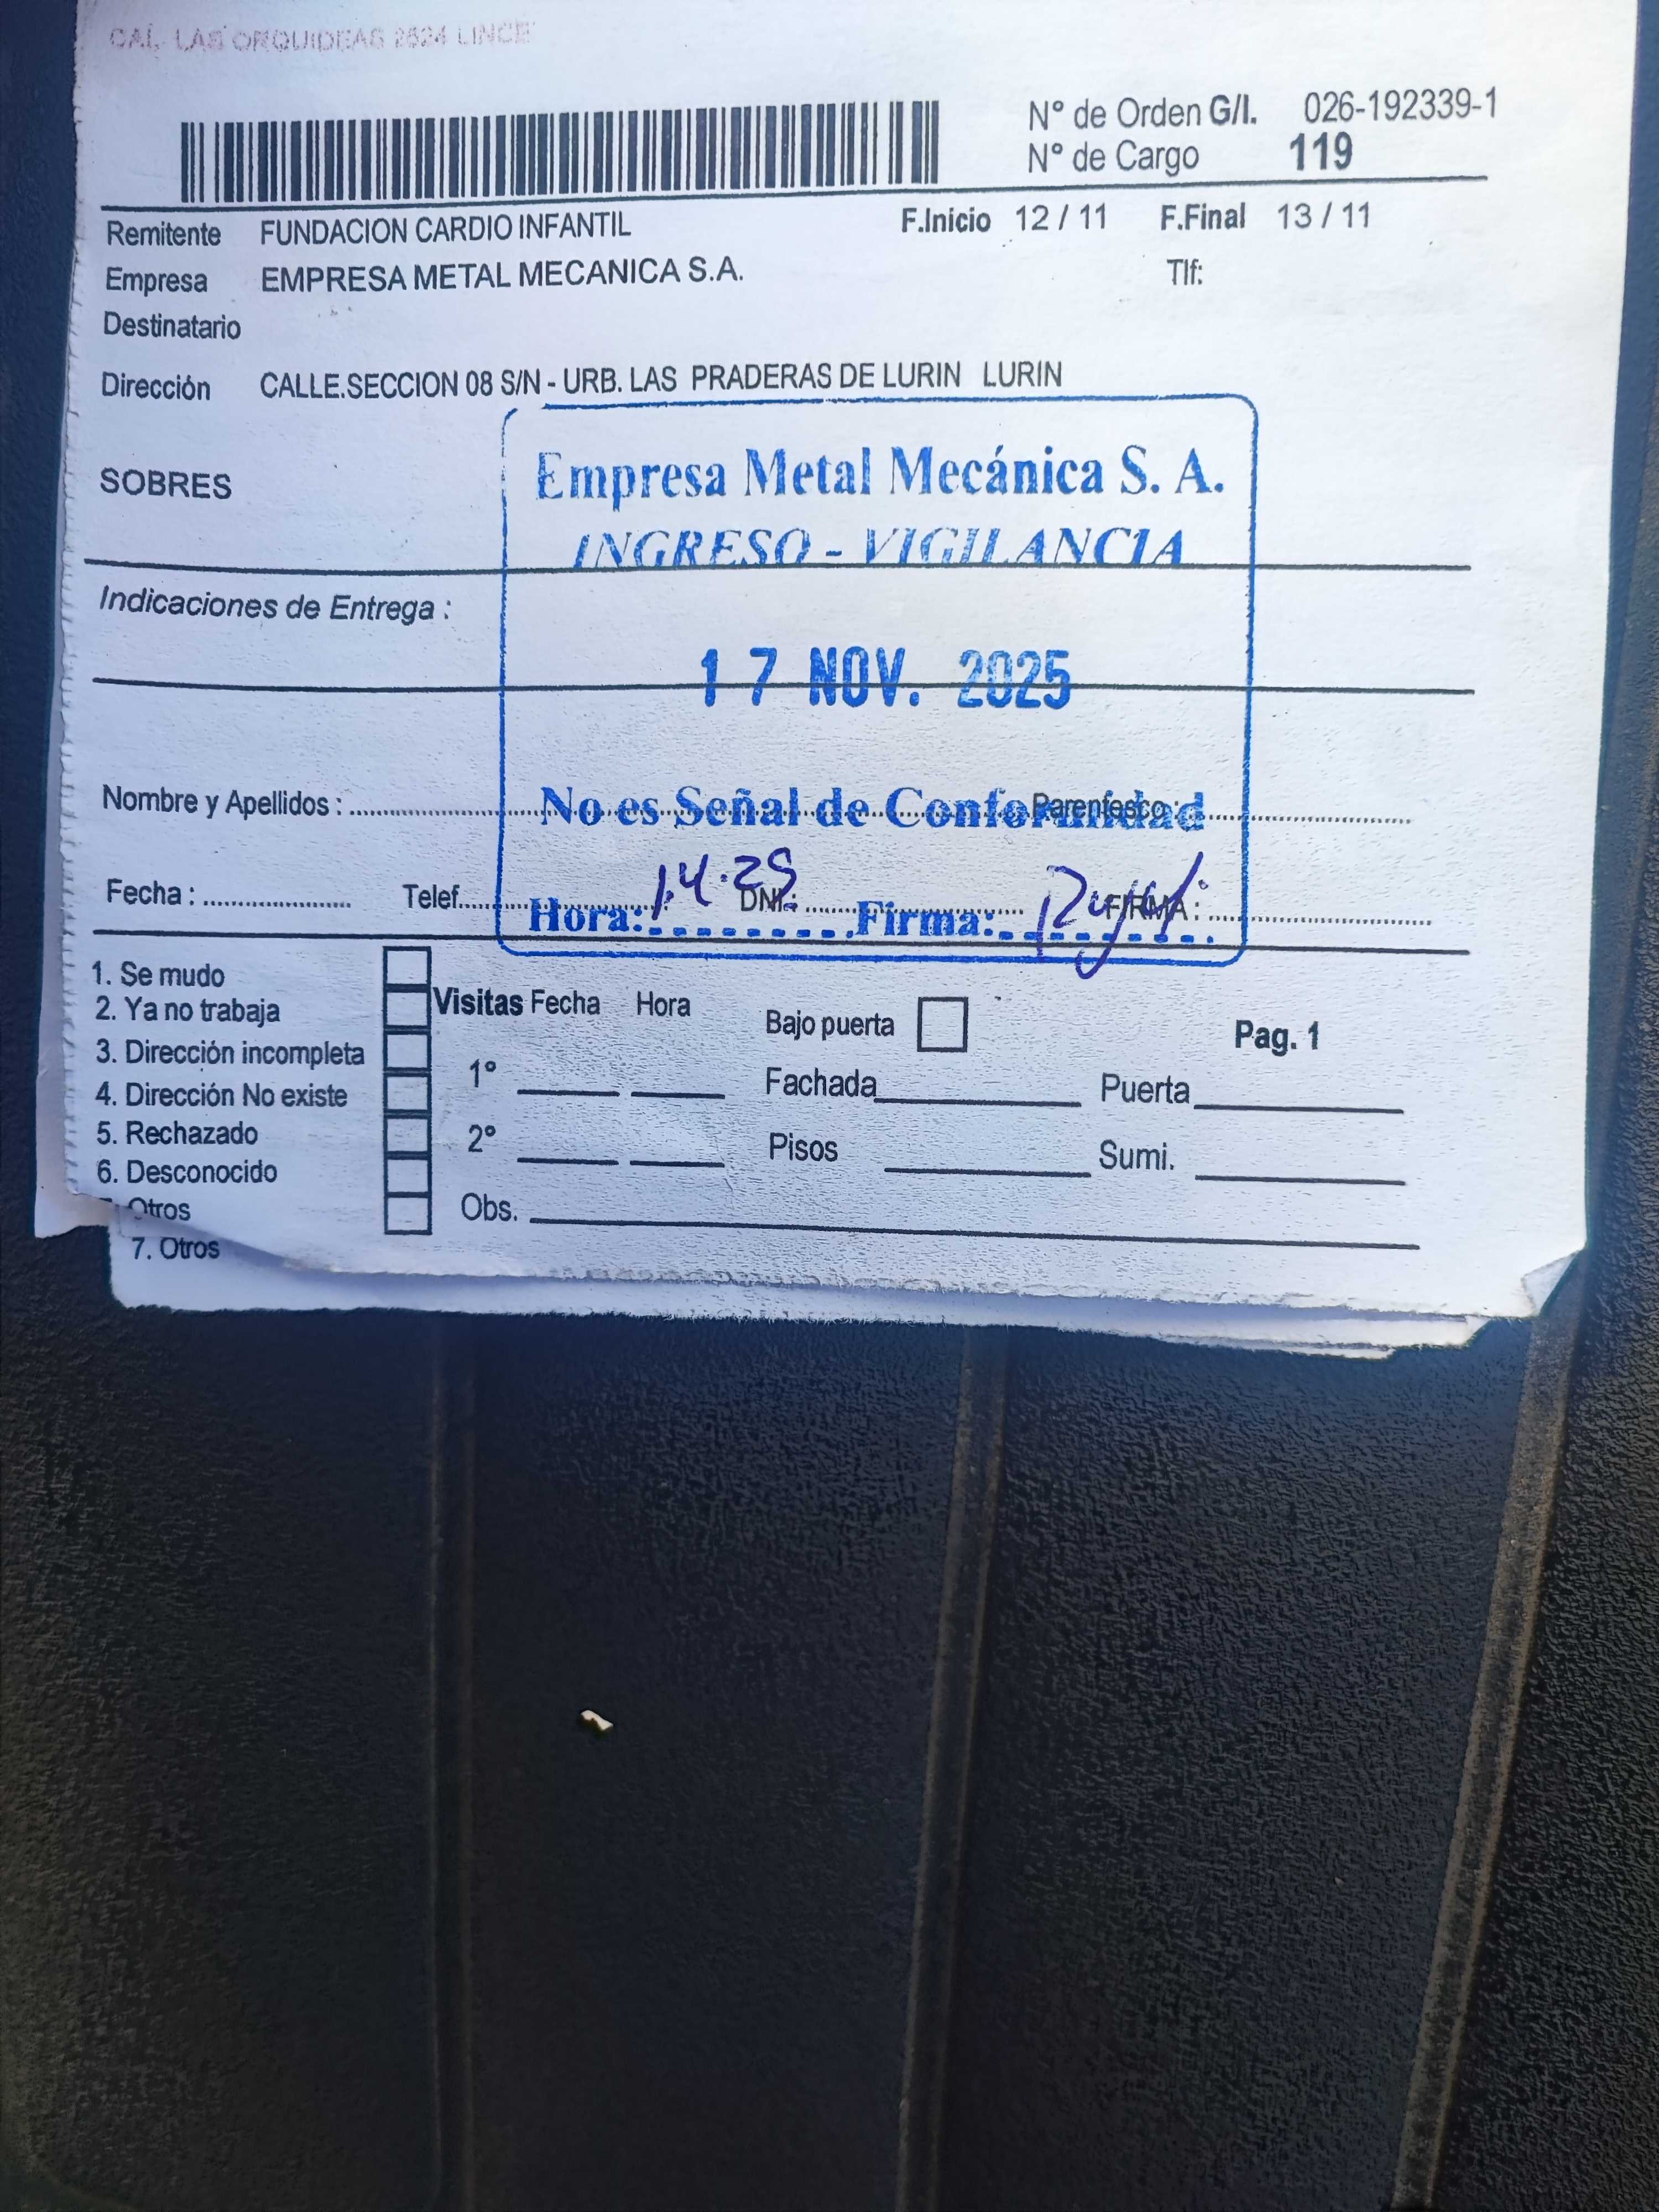 CAL. LAS ORQUIDEAS 2624 LINCE
N° de Orden G/I. 026-192339-1
N° de Cargo 119
Remitente FUNDACION CARDIO INFANTIL F.Inicio 12 / 11 F.Final 13 / 11
Empresa EMPRESA METAL MECANICA S.A. Tlf:
Destinatario
Dirección CALLE.SECCION 08 S/N - URB. LAS PRADERAS DE LURIN LURIN
Empresa Metal Mecánica S. A.
SOBRES
INGRESO - VIGILANCIA
Indicaciones de Entrega :
17 NOV. 2025
Nombre y Apellidos : Parentesco :
No es Señal de Conformidad
Fecha : Telef. DNI.: FIRMA :
Hora: 14.25 Firma:
1. Se mudo
2. Ya no trabaja
3. Dirección incompleta
4. Dirección No existe
5. Rechazado
6. Desconocido
Otros
7. Otros
Visitas Fecha Hora
1°
2°
Obs.
Bajo puerta Pag. 1
Fachada Puerta
Pisos Sumi.